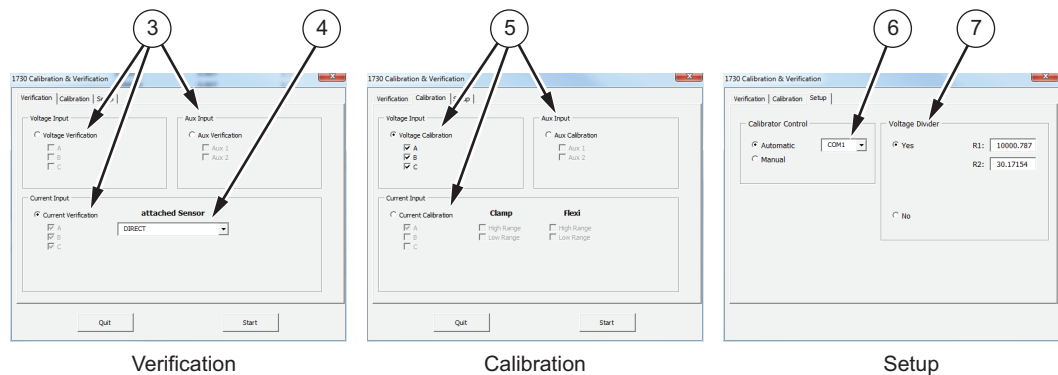 3
4
5
6
7
1730 Calibration & Verification
Verification Calibration
Voltage Input
Voltage Verification
A
B
C
Aux Input
Aux Verification
Aux 1
Aux 2
Current Input
Current Verification
A
B
C
attached Sensor
DIRECT
Quit
Start
Verification
1730 Calibration & Verification
Verification Calibration
Voltage Input
Voltage Calibration
A
B
C
Aux Input
Aux Calibration
Aux 1
Aux 2
Current Input
Current Calibration
A
B
C
Clamp
High Range
Low Range
Flexi
High Range
Low Range
Quit
Start
Calibration
1730 Calibration & Verification
Verification Calibration Setup
Calibrator Control
Automatic
COM1
Manual
Voltage Divider
Yes
R1: 10000.787
R2: 30.17154
No
Setup